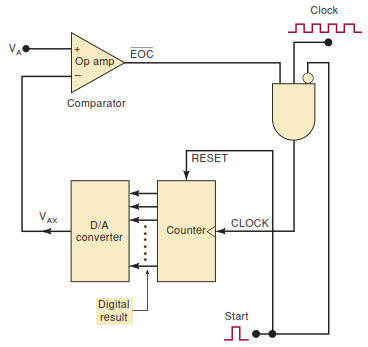 Clock
VA
+
Op amp
−
EOC
Comparator
RESET
VAX
D/A
converter
Counter
CLOCK
Digital
result
Start